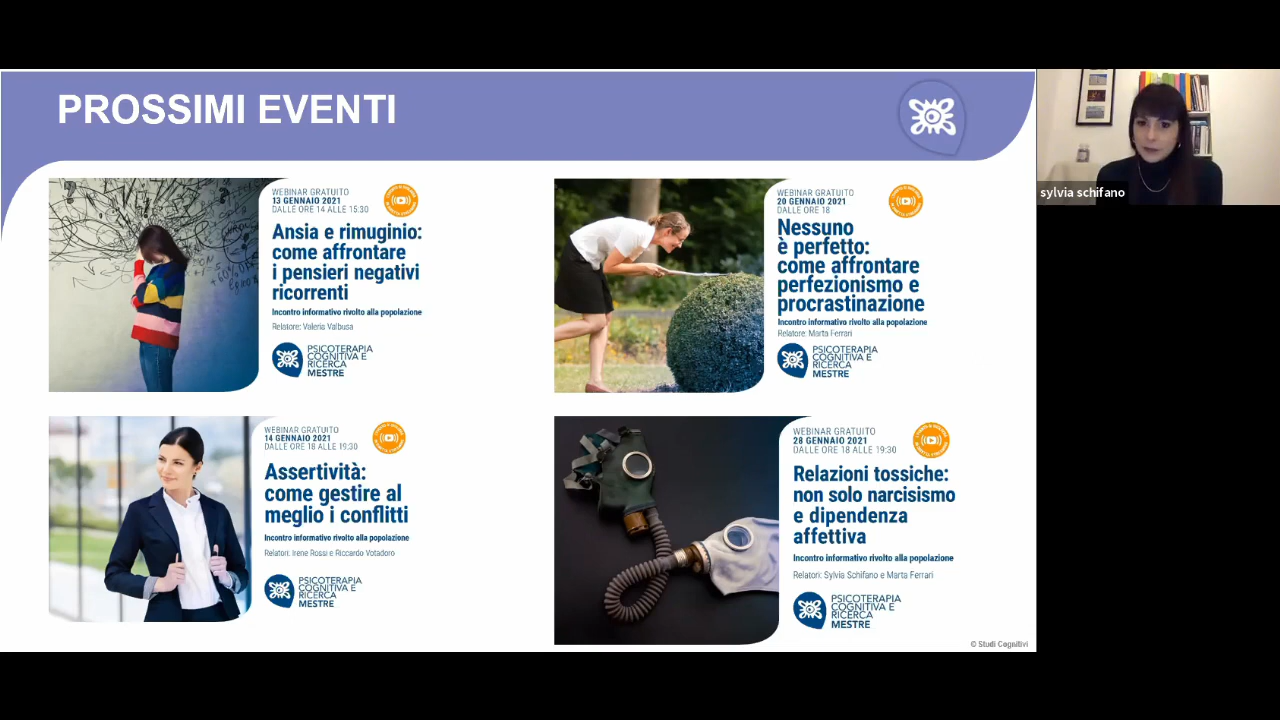 PROSSIMI EVENTI
sylvia schifano
WEBINAR GRATUITO
13 GENNAIO 2021
DALLE ORE 14 ALLE 15:30
Ansia e rimuginio:
come affrontare
i pensieri negativi
ricorrenti
Incontro informativo rivolto alla popolazione
Relatore: Valeria Valbusa
PSICOTERAPIA
COGNITIVA E
RICERCA
MESTRE
WEBINAR GRATUITO
20 GENNAIO 2021
DALLE ORE 18
Nessuno
è perfetto:
come affrontare
perfezionismo e
procrastinazione
Incontro informativo rivolto alla popolazione
Relatore: Marta Ferrari
PSICOTERAPIA
COGNITIVA E
RICERCA
MESTRE
WEBINAR GRATUITO
14 GENNAIO 2021
DALLE ORE 18 ALLE 19:30
Assertività:
come gestire al
meglio i conflitti
Incontro informativo rivolto alla popolazione
Relatori: Irene Rossi e Riccardo Votadoro
PSICOTERAPIA
COGNITIVA E
RICERCA
MESTRE
WEBINAR GRATUITO
28 GENNAIO 2021
DALLE ORE 18 ALLE 19:30
Relazioni tossiche:
non solo narcisismo
e dipendenza
affettiva
Incontro informativo rivolto alla popolazione
Relatori: Sylvia Schifano e Marta Ferrari
PSICOTERAPIA
COGNITIVA E
RICERCA
MESTRE
© Studi Cognitivi